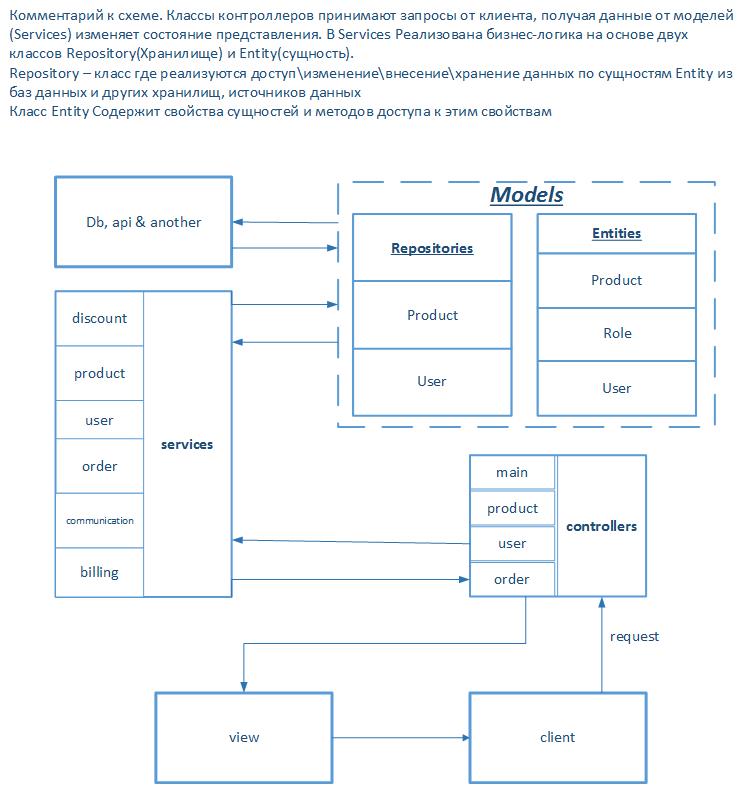 Комментарий к схеме. Классы контроллеров принимают запросы от клиента, получая данные от моделей
(Services) изменяет состояние представления. В Services Реализована бизнес-логика на основе двух
классов Repository(Хранилище) и Entity(сущность).
Repository – класс где реализуются доступ\изменение\внесение\хранение данных по сущностям Entity из
баз данных и других хранилищ, источников данных
Класс Entity Содержит свойства сущностей и методов доступа к этим свойствам
Models
Db, api & another
Repositories
Product
User
Entities
Product
Role
User
discount
product
user
order
communication
billing
services
main
product
user
order
controllers
request
view
client